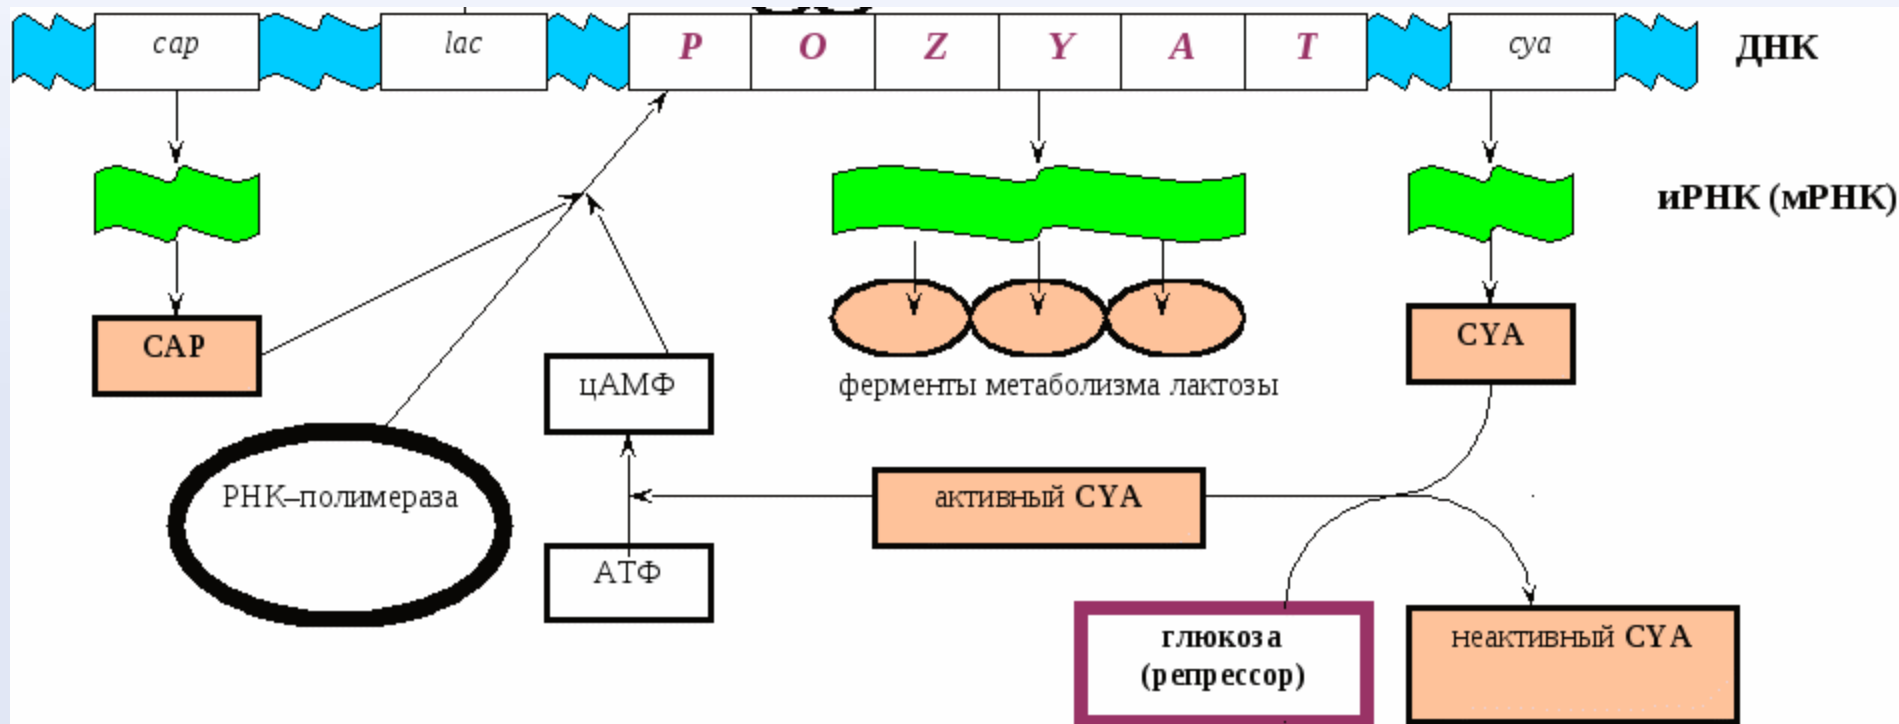 cap lac P O Z Y A T cya ДНК
иРНК (мРНК)
CAP
CYA
цАМФ
ферменты метаболизма лактозы
РНК–полимераза
активный CYA
АТФ
глюкоза
(репрессор)
неактивный CYA